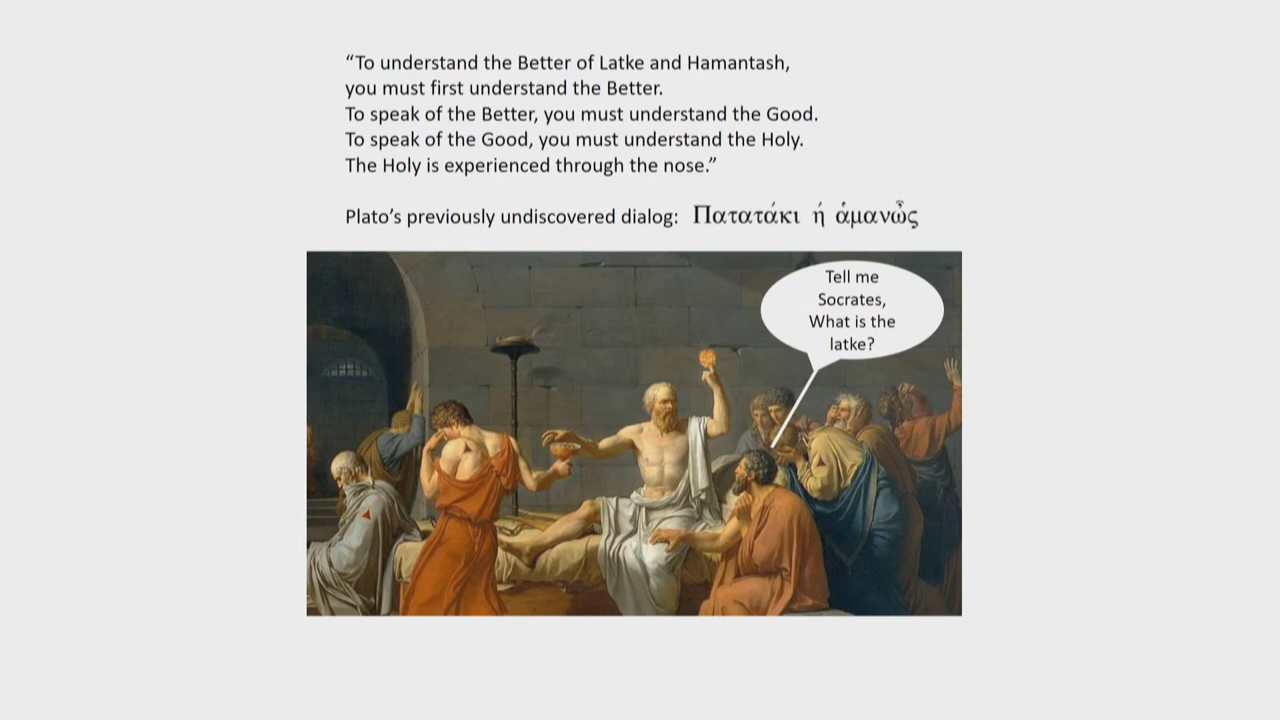 “To understand the Better of Latke and Hamantash,
you must first understand the Better.
To speak of the Better, you must understand the Good.
To speak of the Good, you must understand the Holy.
The Holy is experienced through the nose.”
Plato’s previously undiscovered dialog: Πατατάκι ἡ ἁμανὦς
Tell me
Socrates,
What is the
latke?